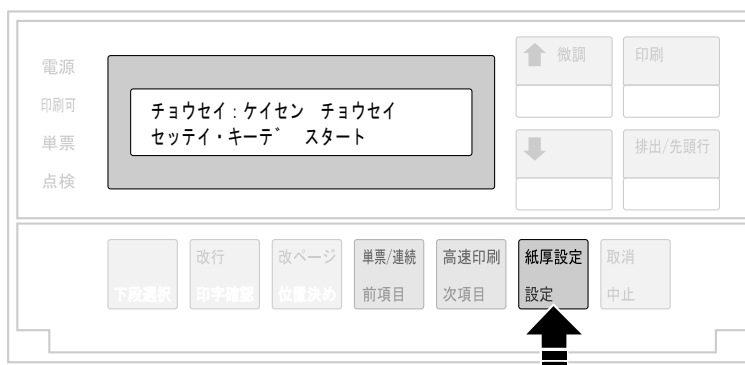 電源
印刷可
単票
点検
チョウセイ:ケイセン チョウセイ
セッテイ・キーデ゛ スタート
微調
印刷
排出/先頭行
下段選択
改行
印字確認
改ページ
位置決め
単票/連続
前項目
高速印刷
次項目
紙厚設定
設定
取消
中止